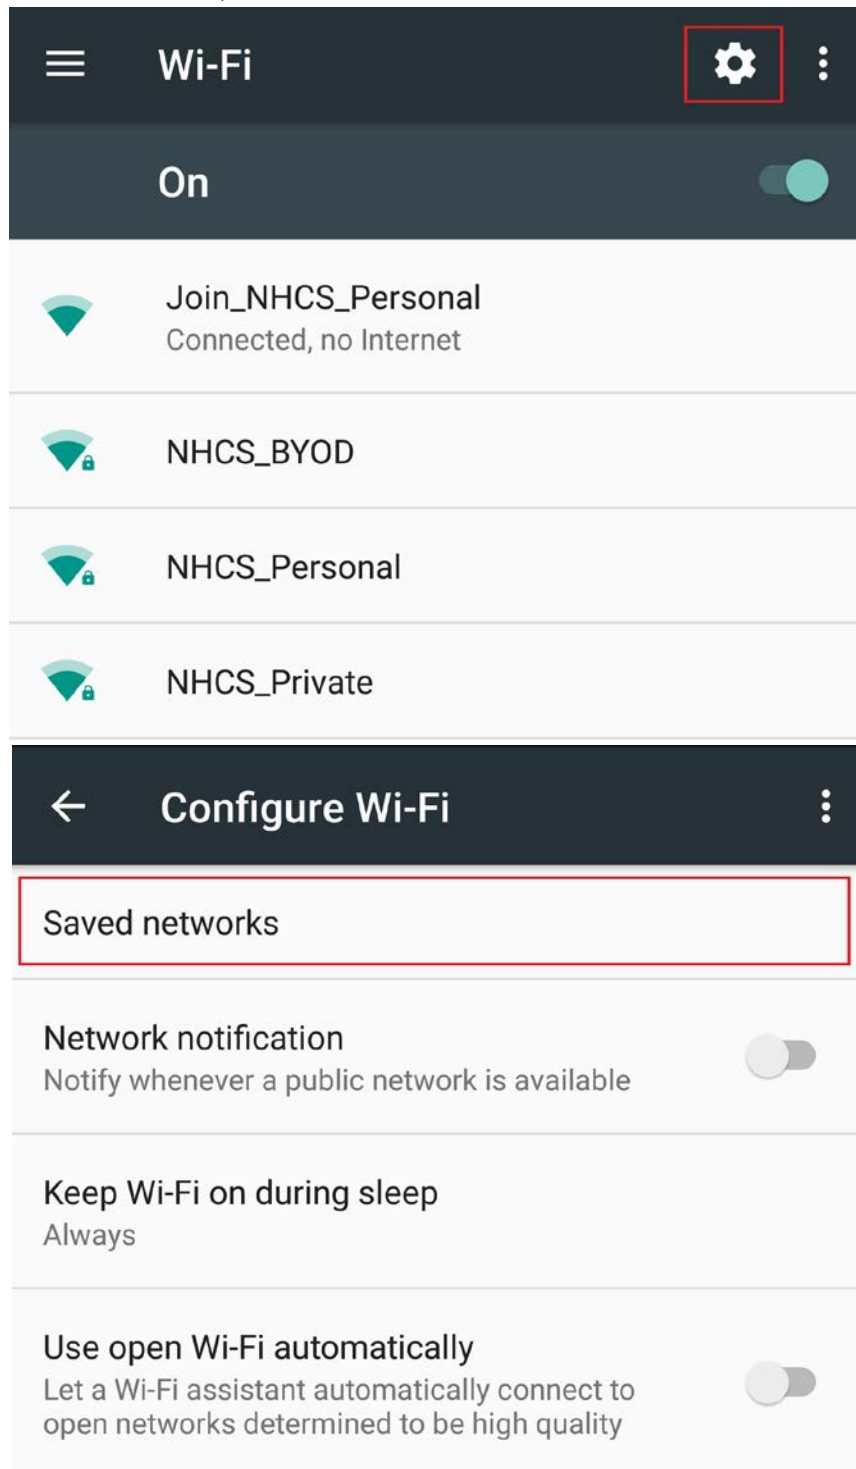 Wi-Fi
On
Join_NHCS_Personal
Connected, no Internet
NHCS_BYOD
NHCS_Personal
NHCS_Private
Configure Wi-Fi
Saved networks
Network notification
Notify whenever a public network is available
Keep Wi-Fi on during sleep
Always
Use open Wi-Fi automatically
Let a Wi-Fi assistant automatically connect to
open networks determined to be high quality